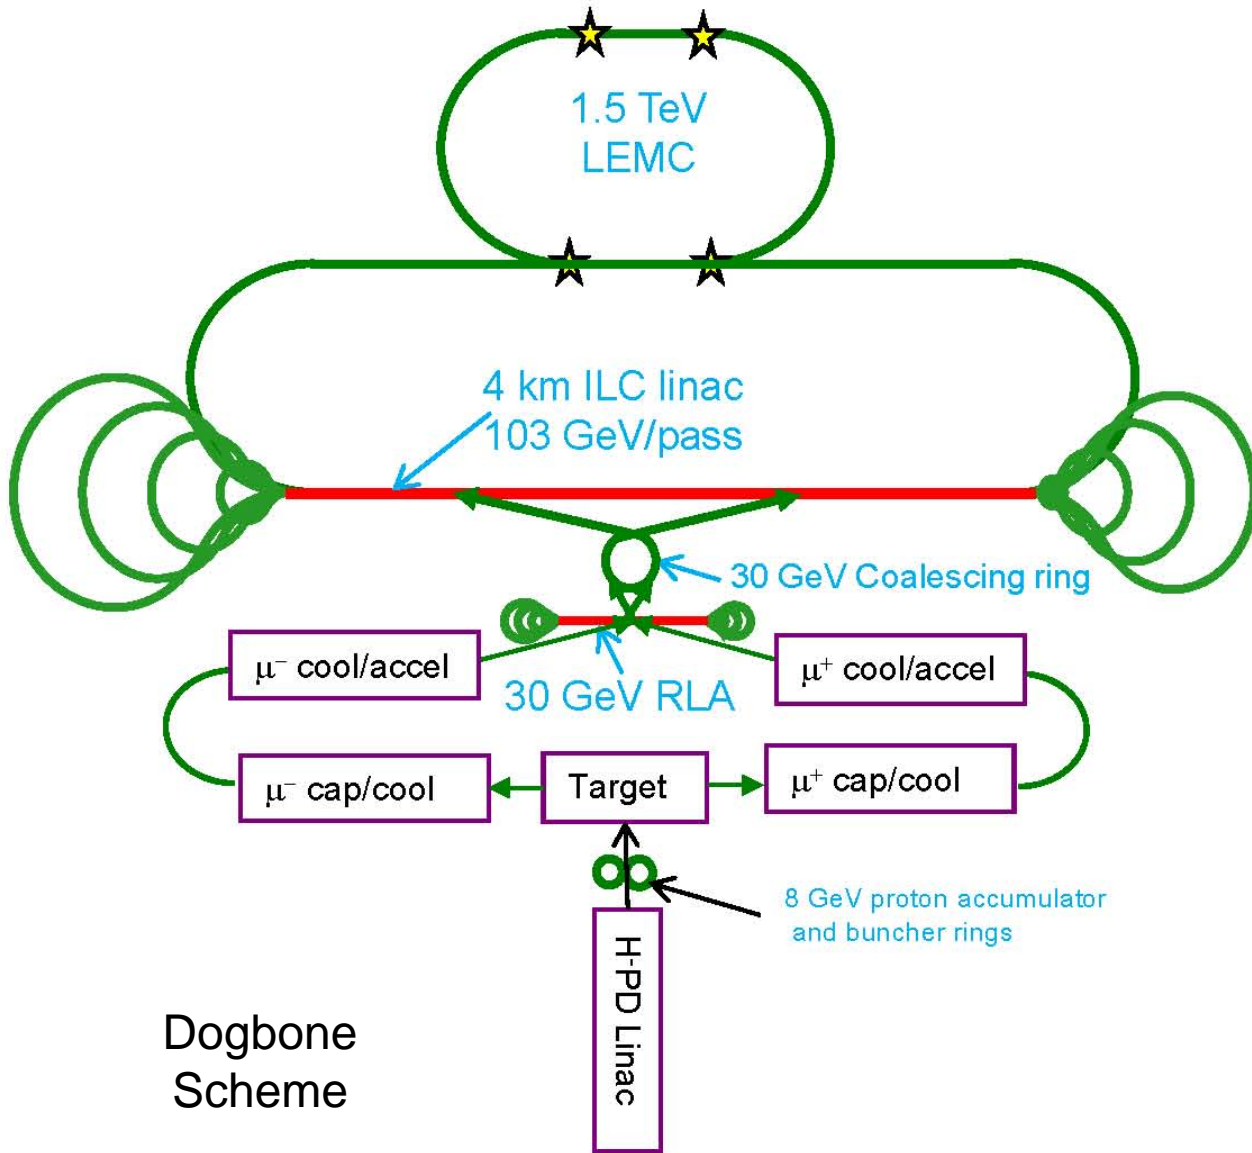 1.5 TeV
LEMC
4 km ILC linac
103 GeV/pass
30 GeV Coalescing ring
μ⁻ cool/accel
μ⁺ cool/accel
30 GeV RLA
μ⁻ cap/cool
Target
μ⁺ cap/cool
8 GeV proton accumulator
and buncher rings
H-PD Linac
Dogbone
Scheme